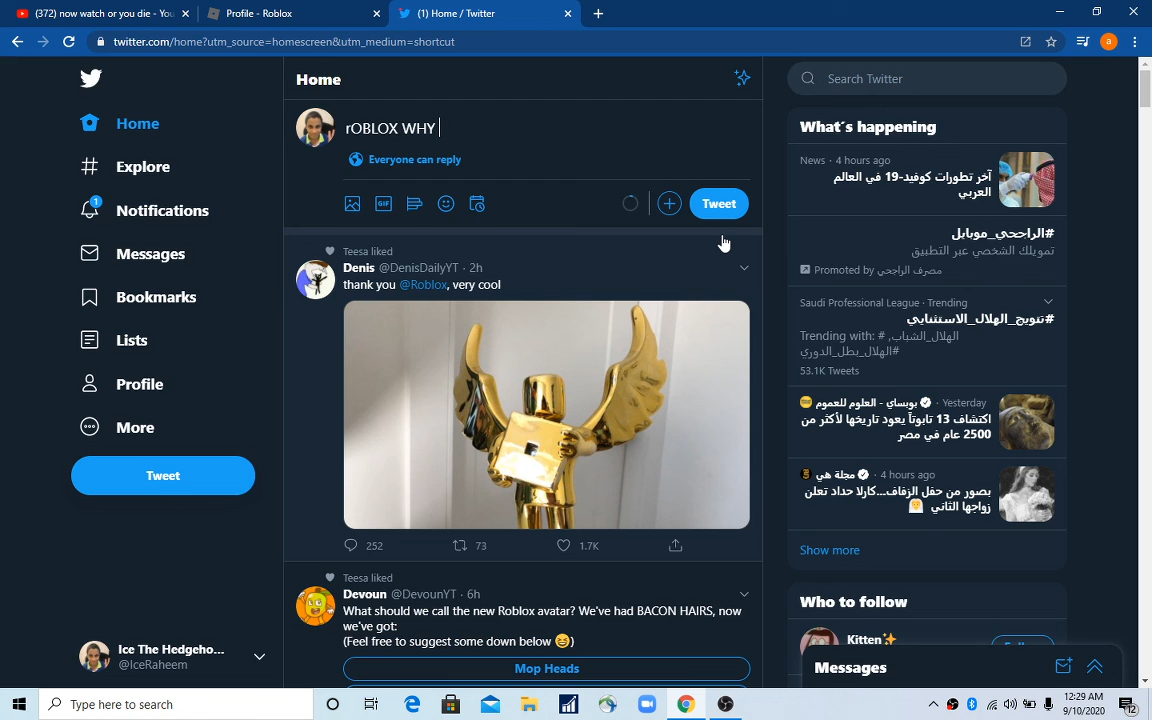 (372) now watch or you die - You
Profile - Roblox
(1) Home / Twitter
twitter.com/home?utm_source=homescreen&utm_medium=shortcut
a
Home
Explore
1
Notifications
Messages
Bookmarks
Lists
Profile
More
Tweet
Ice The Hedgeho...
@IceRaheem
Home
rOBLOX WHY
Everyone can reply
GIF
Tweet
Teesa liked
Denis @DenisDailyYT · 2h
thank you @Roblox, very cool
252
73
1.7K
Teesa liked
Devoun @DevounYT · 6h
What should we call the new Roblox avatar? We've had BACON HAIRS, now
we've got:
(Feel free to suggest some down below 😆)
Mop Heads
Search Twitter
What's happening
News · 4 hours ago
آخر تطورات كوفيد-19 في العالم
العربي
#الراجحي_موبايل
تمويلك الشخصي عبر التطبيق
Promoted by مصرف الراجحي
Saudi Professional League · Trending
#تتويج_الهلال_الاستثنايي
Trending with: #الهلال_الشباب,
#الهلال_بطل_الدوري
53.1K Tweets
بوبساي - العلوم للعموم · Yesterday
اكتشاف 13 تابوتاً يعود تاريخها لأكثر من
2500 عام في مصر
مجلة هي · 4 hours ago
بصور من حفل الزفاف...كارلا حداد تعلن
زواجها الثاني
Show more
Who to follow
Kitten✨
Messages
Type here to search
12:29 AM
9/10/2020
12